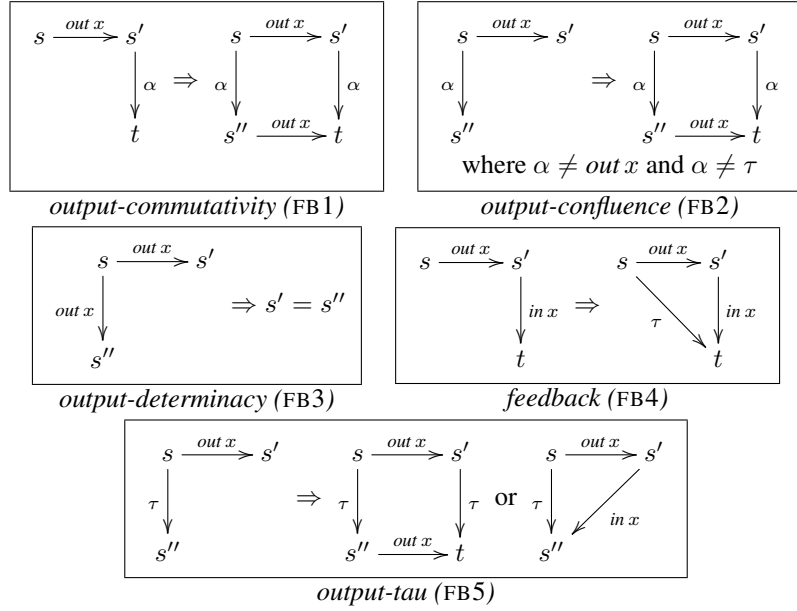 s out x s′ s out x s′
α ⇒ α α
t s′′ out x t
output-commutativity (FB1)
s out x s′ s out x s′
α ⇒ α α
s′′ s′′ out x t
where α ≠ out x and α ≠ τ
output-confluence (FB2)
s out x s′
out x ⇒ s′ = s′′
s′′
output-determinacy (FB3)
s out x s′ s out x s′
in x ⇒ τ in x
t t
feedback (FB4)
s out x s′ s out x s′ s out x s′
τ ⇒ τ τ or τ in x
s′′ s′′ out x t s′′
output-tau (FB5)